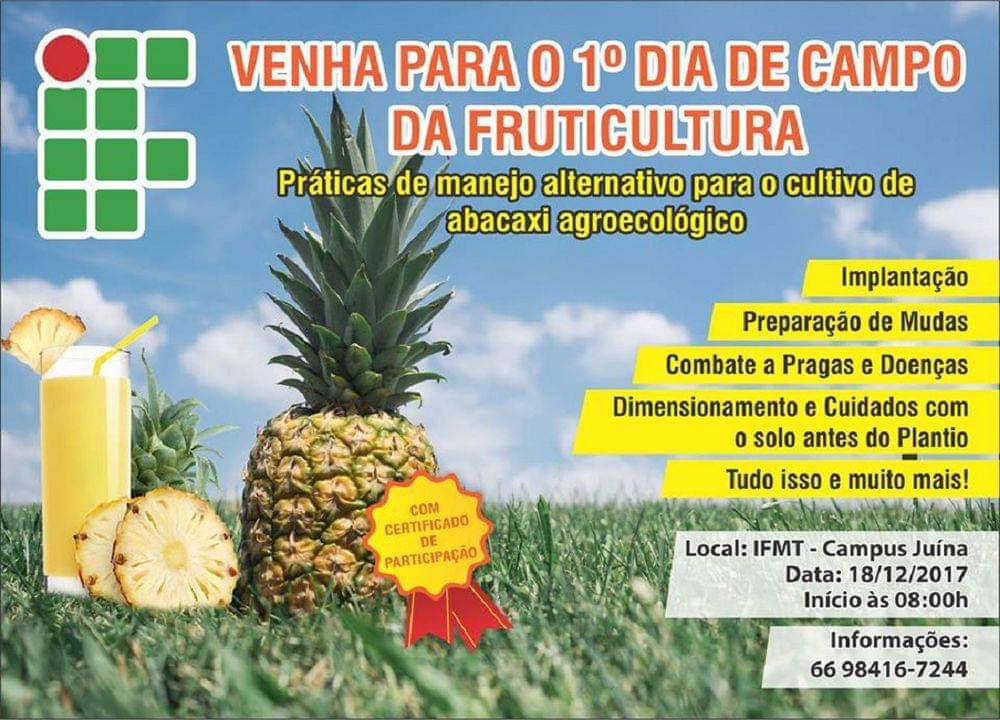 VENHA PARA O 1º DIA DE CAMPO
DA FRUTICULTURA
Práticas de manejo alternativo para o cultivo de
abacaxi agroecológico
Implantação
Preparação de Mudas
Combate a Pragas e Doenças
Dimensionamento e Cuidados com
o solo antes do Plantio
Tudo isso e muito mais!
COM
CERTIFICADO
DE
PARTICIPAÇÃO
Local: IFMT - Campus Juína
Data: 18/12/2017
Início às 08:00h
Informações:
66 98416-7244